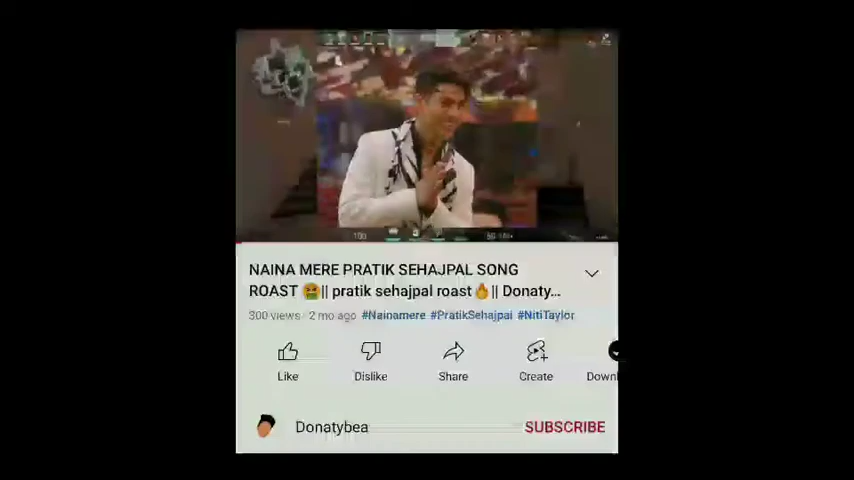 NAINA MERE PRATIK SEHAJPAL SONG
ROAST 🤮|| pratik sehajpal roast🔥|| Donaty...
300 views · 2 mo ago #Nainamere #PratikSehajpal #NitiTaylor
Like Dislike Share Create Downl
Donatybea SUBSCRIBE